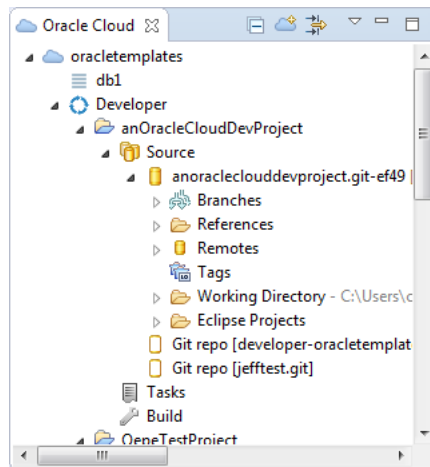 Oracle Cloud
oracletemplates
db1
Developer
anOracleCloudDevProject
Source
anoracleclouddevproject.git-ef49 [
Branches
References
Remotes
Tags
Working Directory - C:\Users\c
Eclipse Projects
Git repo [developer-oracletemplat
Git repo [jefftest.git]
Tasks
Build
OepeTestProject